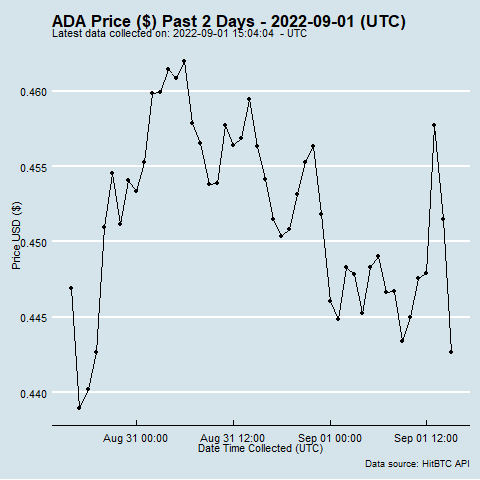 ADA Price ($) Past 2 Days - 2022-09-01 (UTC)
Latest data collected on: 2022-09-01 15:04:04 - UTC
0.460
0.455
0.450
0.445
0.440
Price USD ($)
Aug 31 00:00 Aug 31 12:00 Sep 01 00:00 Sep 01 12:00
Date Time Collected (UTC)
Data source: HitBTC API